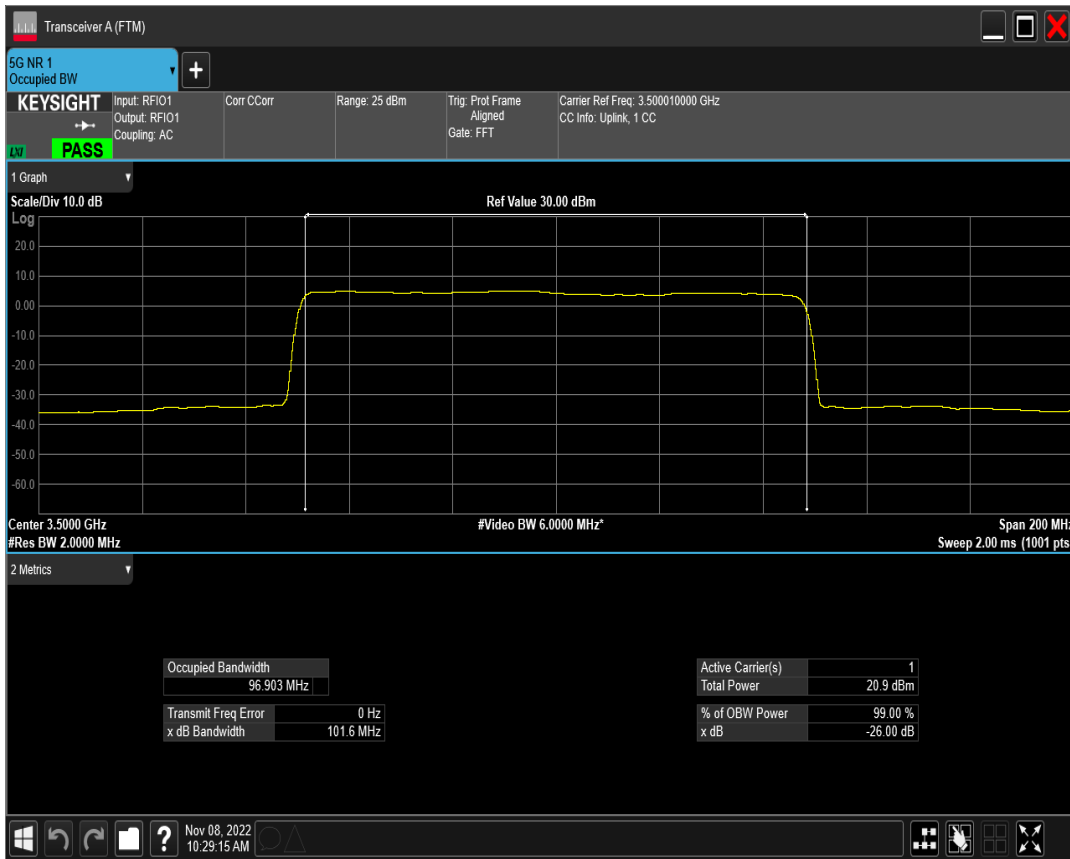 Transceiver A (FTM)
5G NR 1
Occupied BW
+
KEYSIGHT
LXI
PASS
Input: RFIO1
Output: RFIO1
Coupling: AC
Corr CCorr
Range: 25 dBm
Trig: Prot Frame
Aligned
Gate: FFT
Carrier Ref Freq: 3.500010000 GHz
CC Info: Uplink, 1 CC
1 Graph
Scale/Div 10.0 dB
Ref Value 30.00 dBm
Log
20.0
10.0
0.00
-10.0
-20.0
-30.0
-40.0
-50.0
-60.0
Center 3.5000 GHz
#Video BW 6.0000 MHz*
Span 200 MHz
#Res BW 2.0000 MHz
Sweep 2.00 ms (1001 pts
2 Metrics
Occupied Bandwidth
96.903 MHz
Transmit Freq Error 0 Hz
x dB Bandwidth 101.6 MHz
Active Carrier(s) 1
Total Power 20.9 dBm
% of OBW Power 99.00 %
x dB -26.00 dB
?
Nov 08, 2022
10:29:15 AM